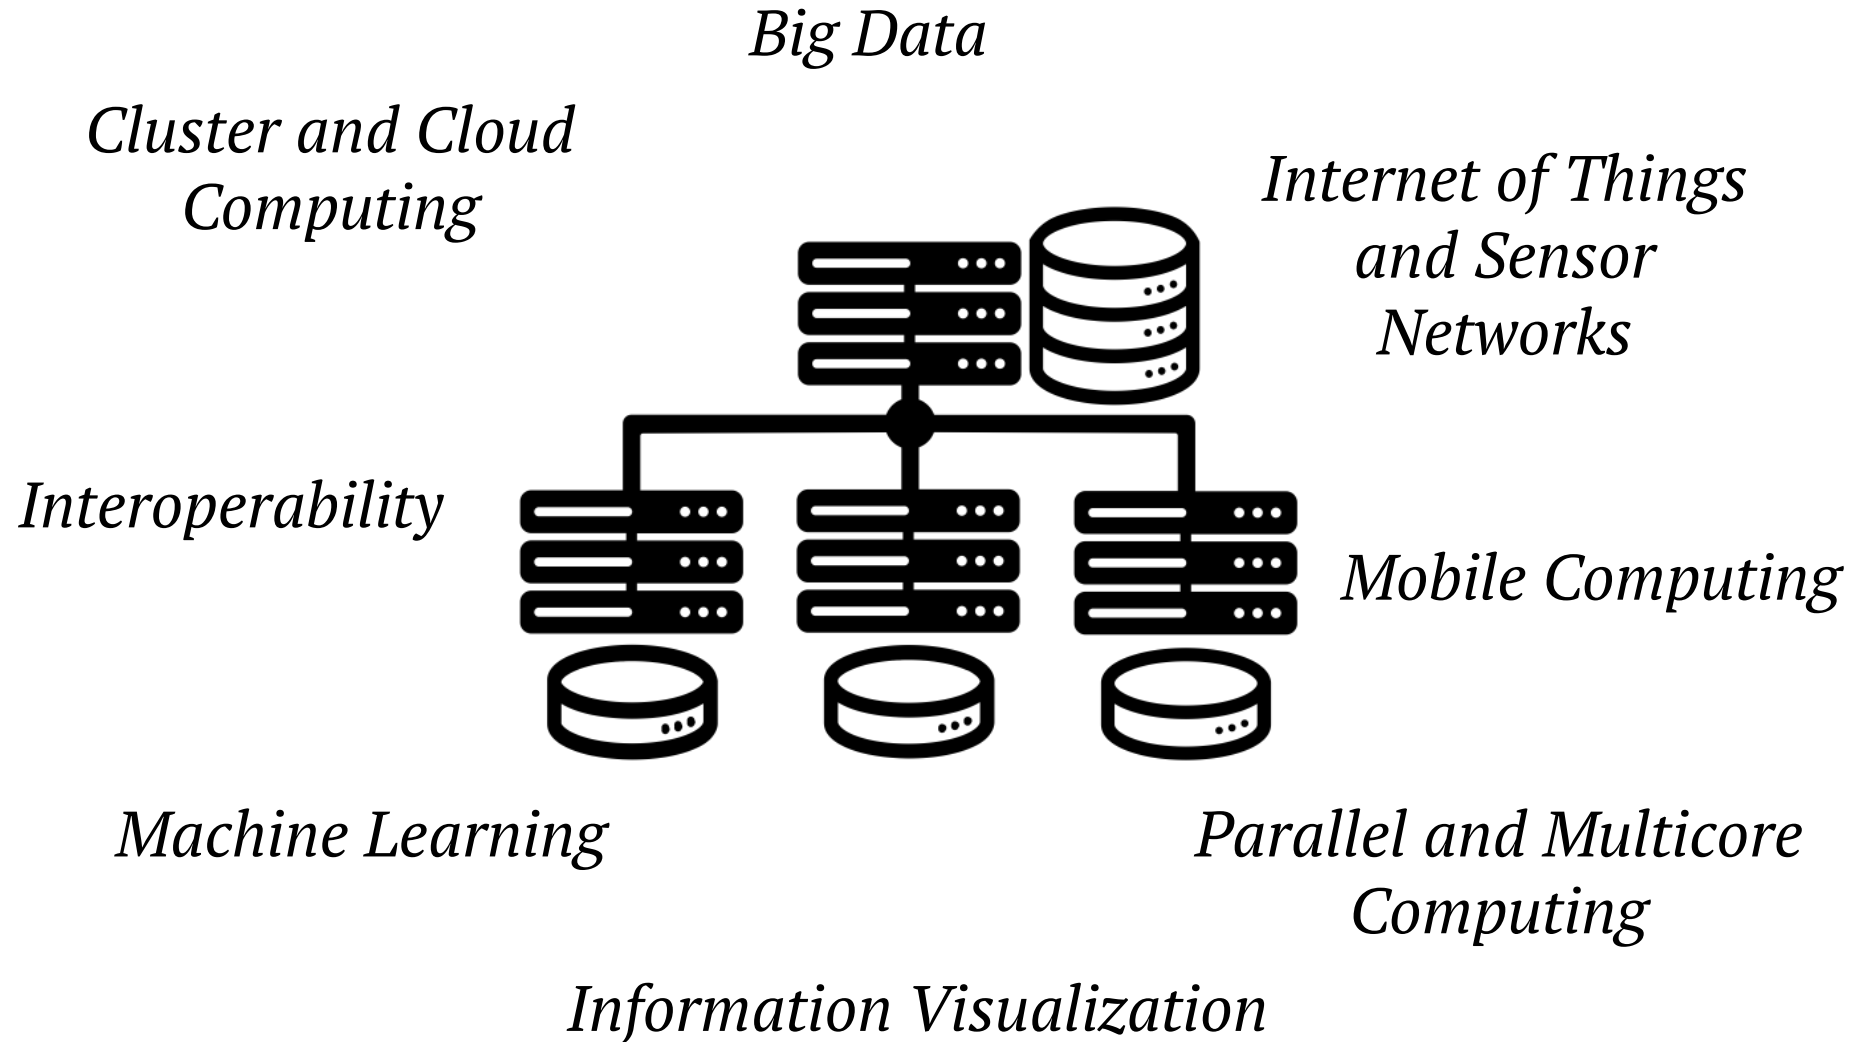 Big Data
Cluster and Cloud
Computing
Internet of Things
and Sensor
Networks
Interoperability
Mobile Computing
Machine Learning
Parallel and Multicore
Computing
Information Visualization